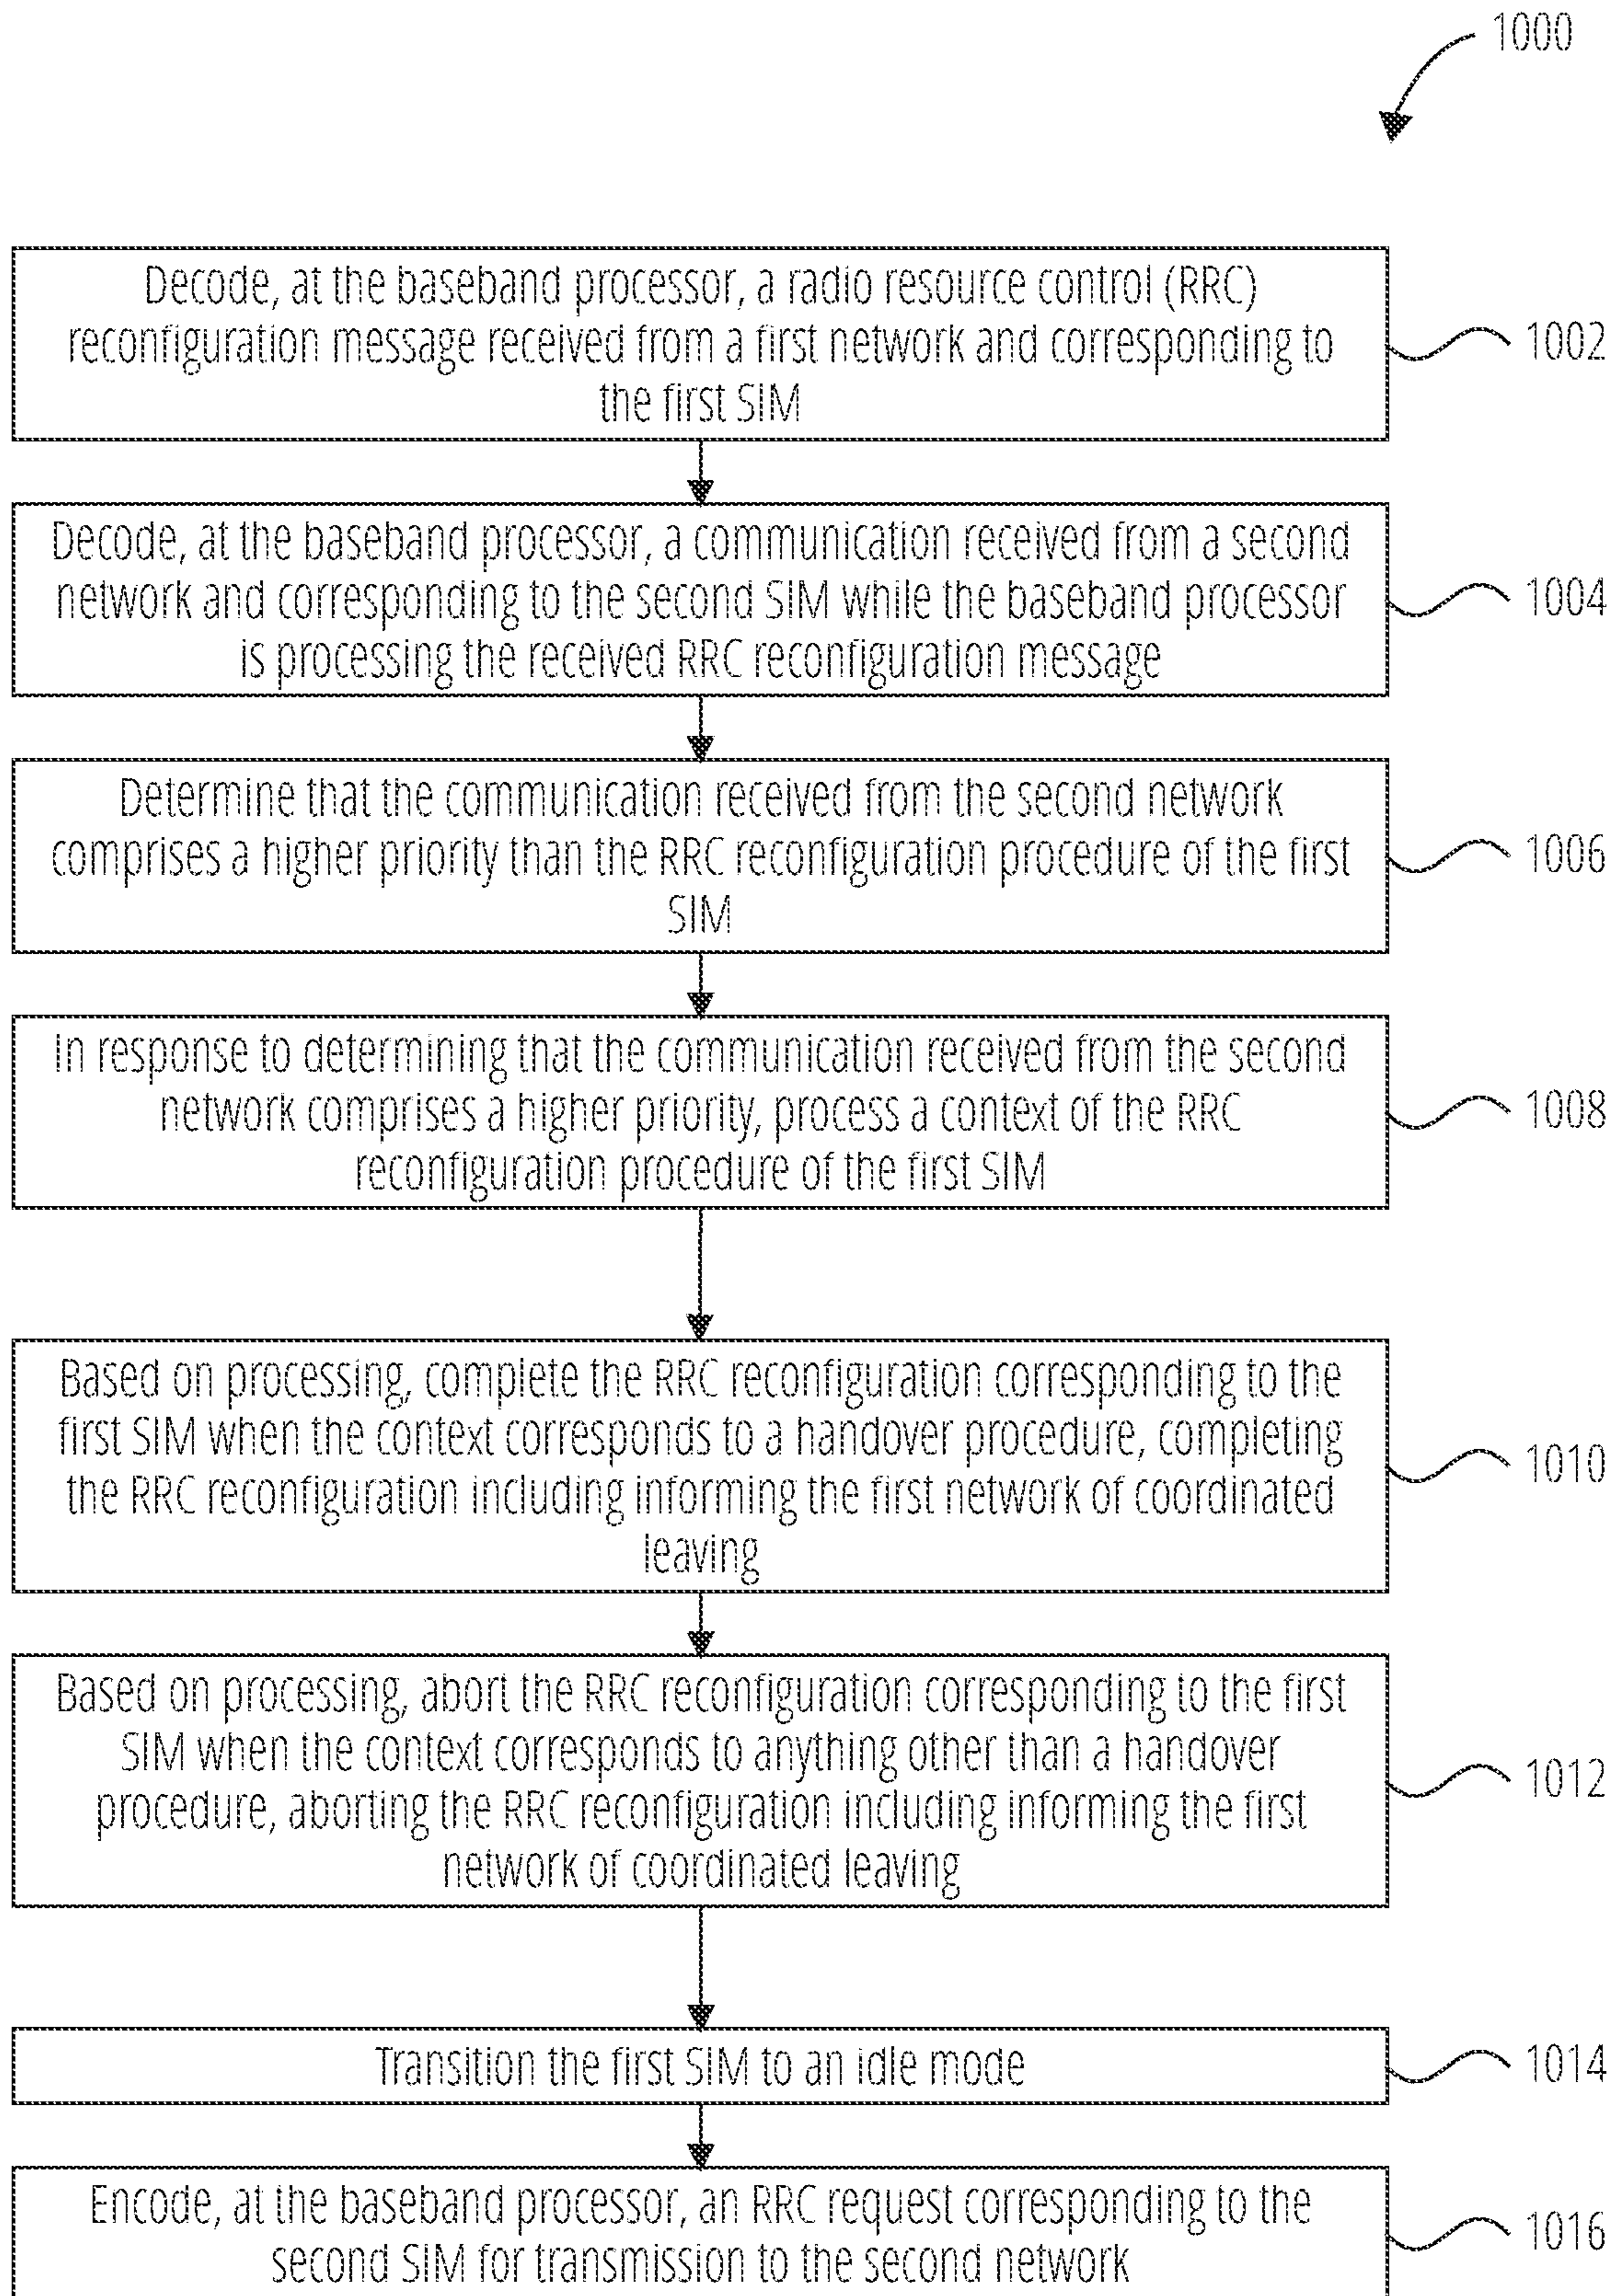 1000
Decode, at the baseband processor, a radio resource control (RRC)
reconfiguration message received from a first network and corresponding to
the first SIM
1002
Decode, at the baseband processor, a communication received from a second
network and corresponding to the second SIM while the baseband processor
is processing the received RRC reconfiguration message
1004
Determine that the communication received from the second network
comprises a higher priority than the RRC reconfiguration procedure of the first
SIM
1006
In response to determining that the communication received from the second
network comprises a higher priority, process a context of the RRC
reconfiguration procedure of the first SIM
1008
Based on processing, complete the RRC reconfiguration corresponding to the
first SIM when the context corresponds to a handover procedure, completing
the RRC reconfiguration including informing the first network of coordinated
leaving
1010
Based on processing, abort the RRC reconfiguration corresponding to the first
SIM when the context corresponds to anything other than a handover
procedure, aborting the RRC reconfiguration including informing the first
network of coordinated leaving
1012
Transition the first SIM to an idle mode
1014
Encode, at the baseband processor, an RRC request corresponding to the
second SIM for transmission to the second network
1016